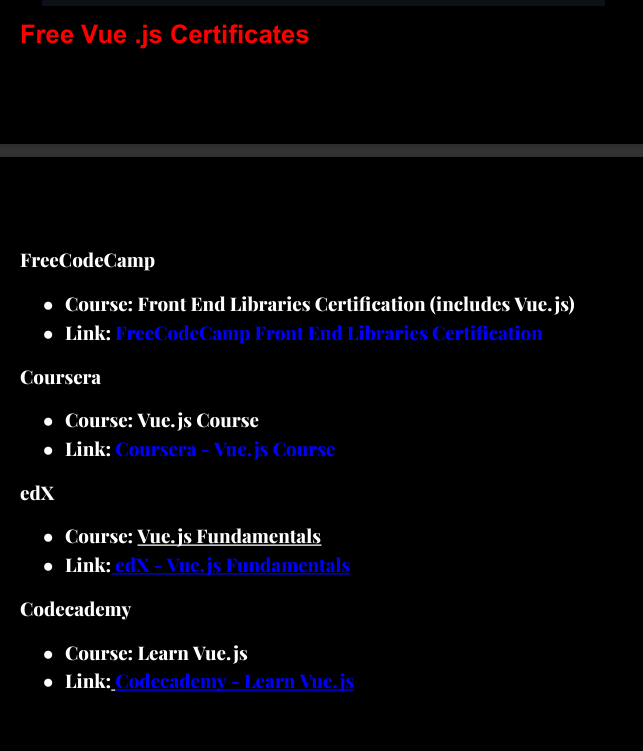 Free Vue .js Certificates
FreeCodeCamp
● Course: Front End Libraries Certification (includes Vue.js)
● Link: FreeCodeCamp Front End Libraries Certification
Coursera
● Course: Vue.js Course
● Link: Coursera - Vue.js Course
edX
● Course: Vue.js Fundamentals
● Link: edX - Vue.js Fundamentals
Codecademy
● Course: Learn Vue.js
● Link: Codecademy - Learn Vue.js